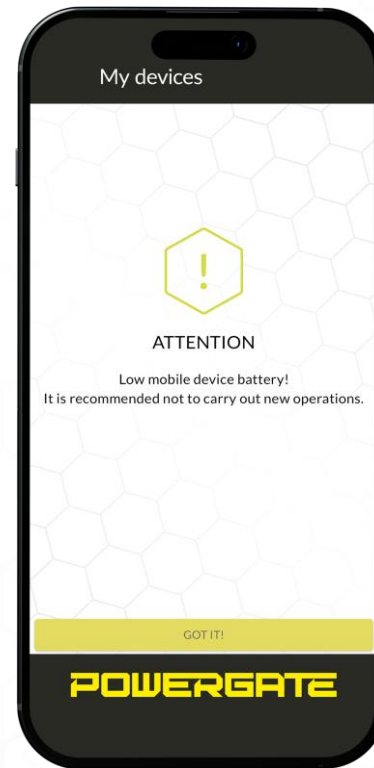 My devices
!
ATTENTION
Low mobile device battery!
It is recommended not to carry out new operations.
GOT IT!
POWERGATE